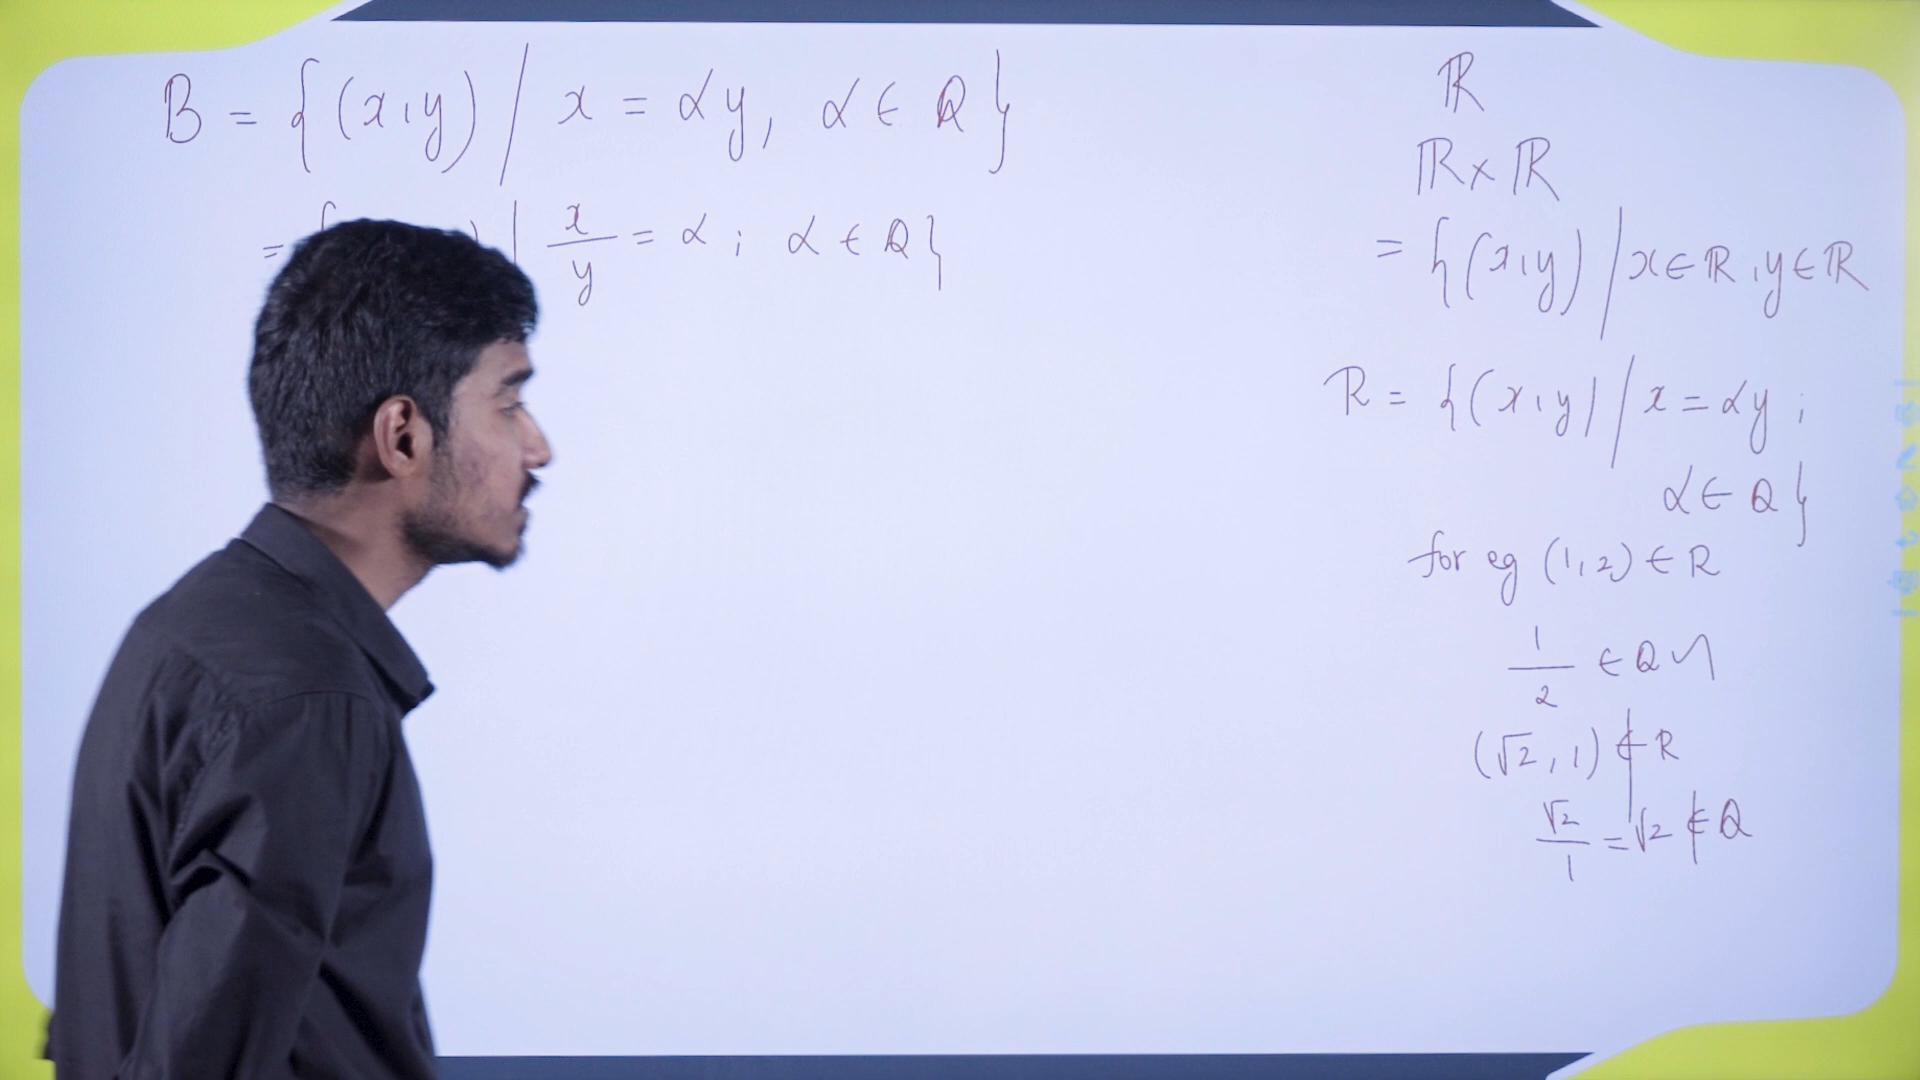 B = {(x,y) / x = αy, α ∈ Q}
= { ) | x/y = α ; α ∈ Q}
ℝ
ℝ × ℝ
= {(x,y) / x ∈ ℝ, y ∈ ℝ
R = {(x,y) / x = αy ;
α ∈ Q}
for eg (1,2) ∈ R
1/2 ∈ Q
(√2, 1) ∉ R
√2/1 = √2 ∉ Q